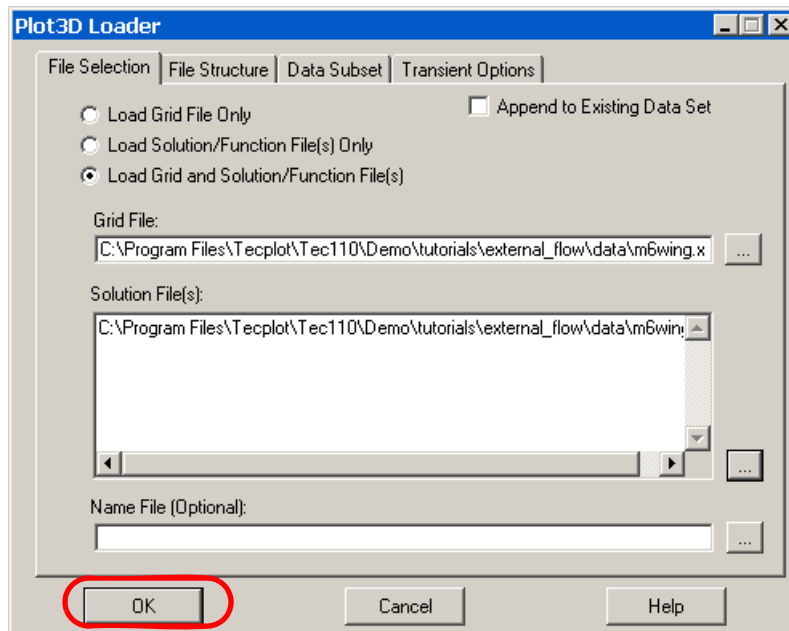 Plot3D Loader
File Selection File Structure Data Subset Transient Options
Load Grid File Only
Append to Existing Data Set
Load Solution/Function File(s) Only
Load Grid and Solution/Function File(s)
Grid File:
C:\Program Files\Tecplot\Tec110\Demo\tutorials\external_flow\data\m6wing.x
...
Solution File(s):
C:\Program Files\Tecplot\Tec110\Demo\tutorials\external_flow\data\m6wing
...
Name File (Optional):
...
OK Cancel Help